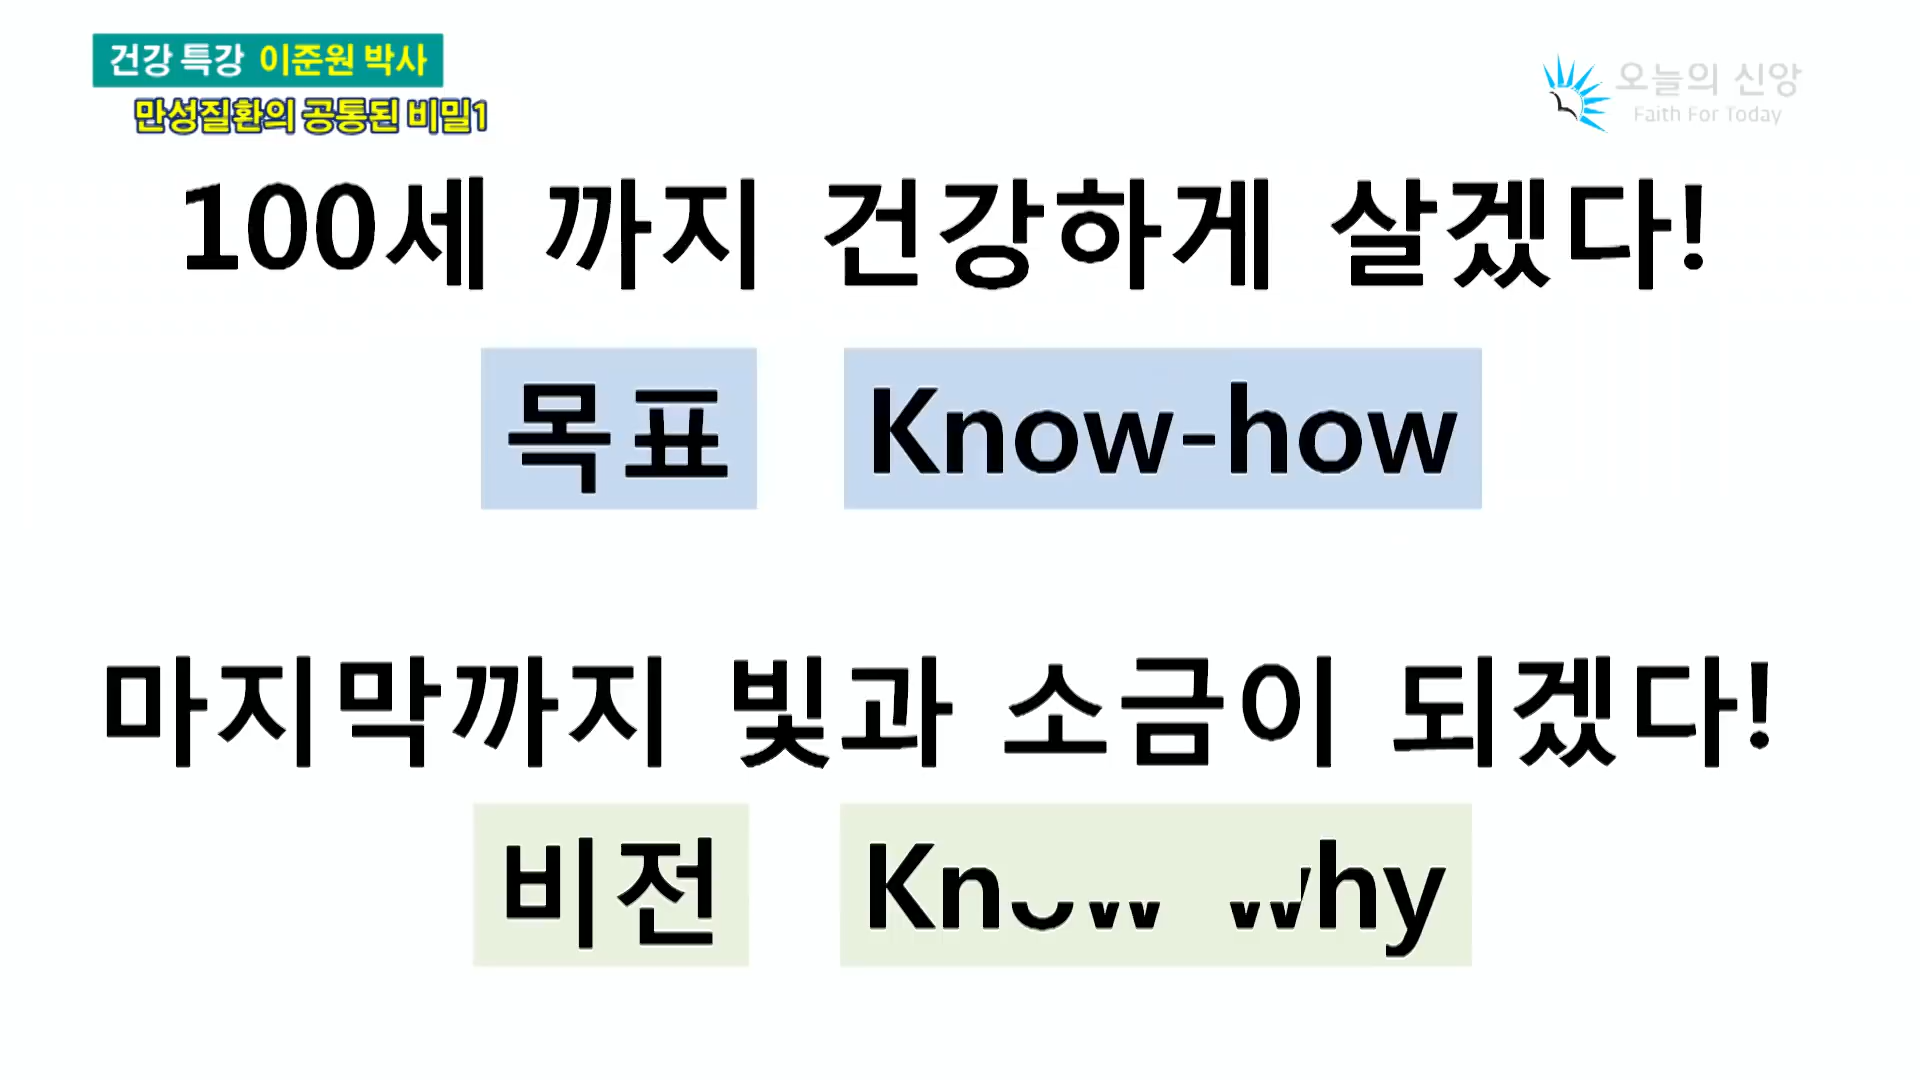 건강 특강 이준원 박사
만성질환의 공통된 비밀1
오늘의 신앙
Faith For Today
100세 까지 건강하게 살겠다!
목표 Know-how
마지막까지 빛과 소금이 되겠다!
비전 Know why